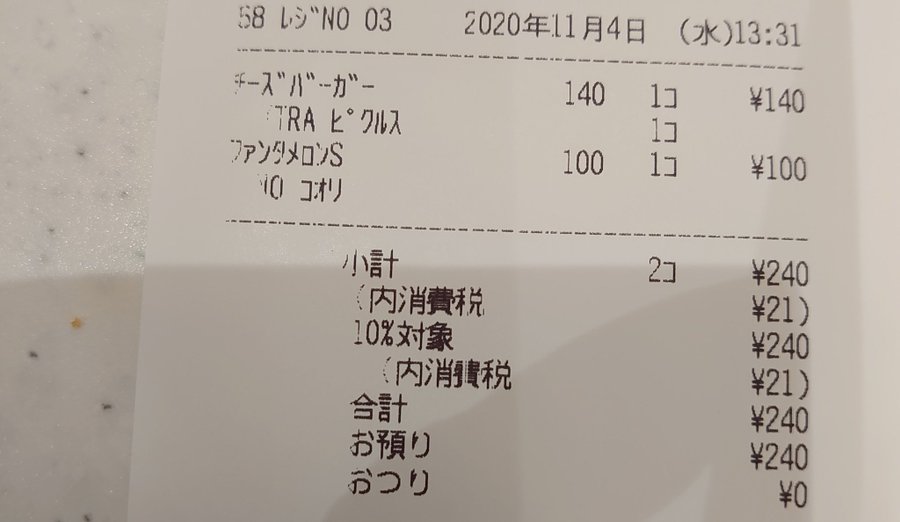 58 ﾚｼﾞNO 03 2020年11月4日 (水)13:31
ﾁｰｽﾞﾊﾞｰｶﾞｰ 140 1ｺ ¥140
TRA ﾋﾟｸﾙｽ 1ｺ
ﾌｧﾝﾀﾒﾛﾝS 100 1ｺ ¥100
NO ｺｵﾘ
小計 2ｺ ¥240
(内消費税 ¥21)
10%対象 ¥240
(内消費税 ¥21)
合計 ¥240
お預り ¥240
おつり ¥0